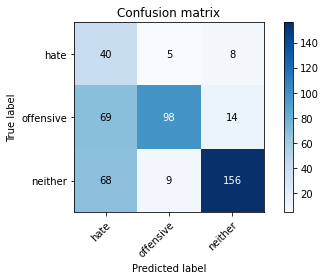 Confusion matrix
hate 40 5 8
offensive 69 98 14
neither 68 9 156
True label
hate offensive neither
Predicted label
140
120
100
80
60
40
20